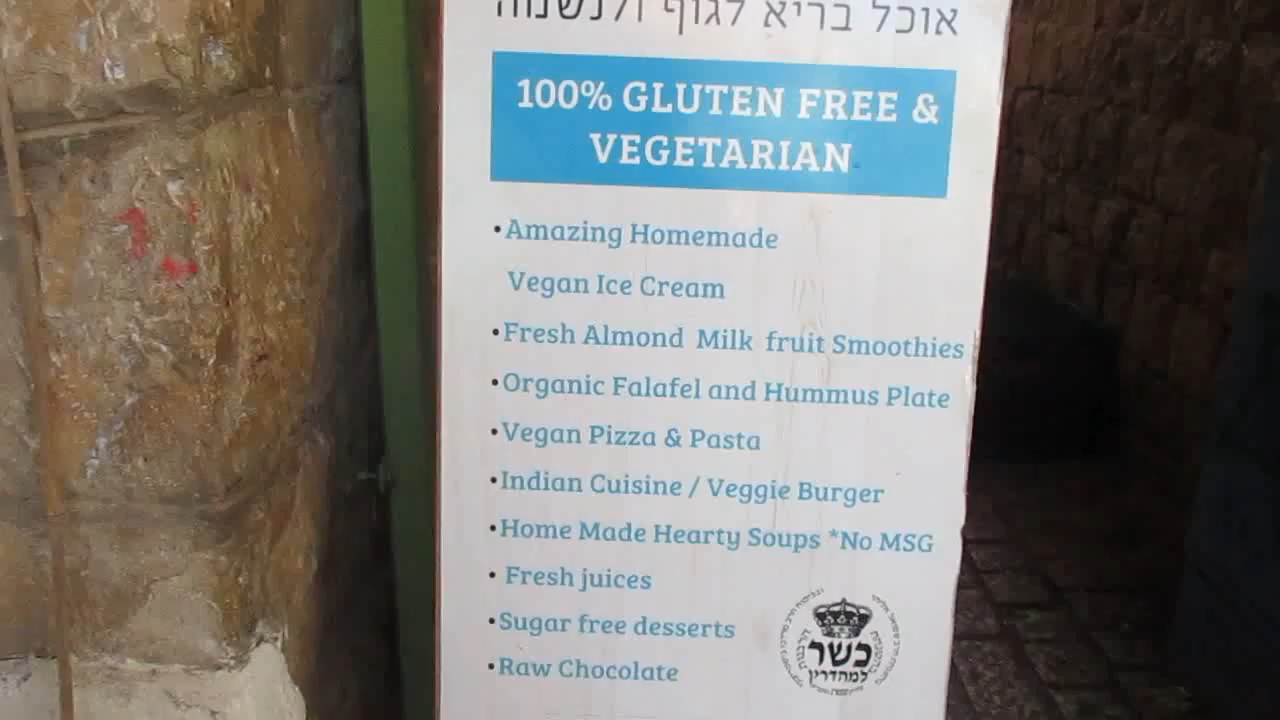 אוכל בריא לגוף ולנשמה
100% GLUTEN FREE &
VEGETARIAN
•Amazing Homemade
Vegan Ice Cream
•Fresh Almond Milk fruit Smoothies
•Organic Falafel and Hummus Plate
•Vegan Pizza & Pasta
•Indian Cuisine / Veggie Burger
•Home Made Hearty Soups *No MSG
• Fresh juices
•Sugar free desserts
•Raw Chocolate
כשר
למהדרין